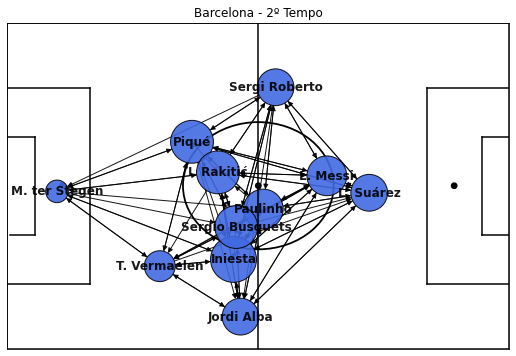 Barcelona - 2º Tempo
Sergi Roberto
Piqué
I. Rakitić
M. ter Stegen
L. Messi
L. Suárez
Paulinho
Sergio Busquets
Iniesta
T. Vermaelen
Jordi Alba